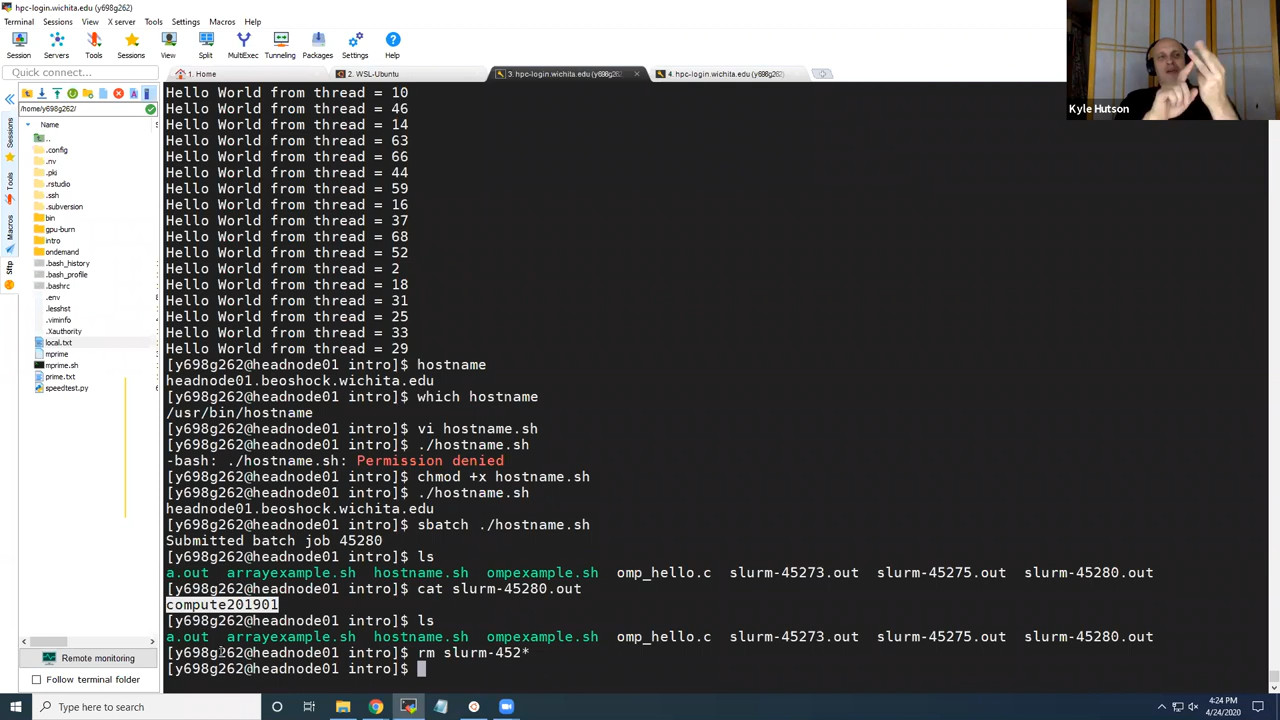 hpc-login.wichita.edu (y698g262)
Terminal Sessions View X server Tools Settings Macros Help
Session Servers Tools Sessions View Split MultiExec Tunneling Packages Settings Help
Quick connect...
1. Home
2. WSL-Ubuntu
3. hpc-login.wichita.edu (y698g262)
4. hpc-login.wichita.edu (y698g262)
Kyle Hutson
/home/y698g262/
Name
..
.config
.nv
.pki
.rstudio
.ssh
.subversion
bin
gpu-burn
intro
ondemand
.bash_history
.bash_profile
.bashrc
.env
.lesshst
.viminfo
.Xauthority
local.txt
mprime
mprime.sh
prime.txt
speedtest.py
Sessions
Tools
Macros
Sftp
Remote monitoring
Follow terminal folder
Hello World from thread = 10
Hello World from thread = 46
Hello World from thread = 14
Hello World from thread = 63
Hello World from thread = 66
Hello World from thread = 44
Hello World from thread = 59
Hello World from thread = 16
Hello World from thread = 37
Hello World from thread = 68
Hello World from thread = 52
Hello World from thread = 2
Hello World from thread = 18
Hello World from thread = 31
Hello World from thread = 25
Hello World from thread = 33
Hello World from thread = 29
[y698g262@headnode01 intro]$ hostname
headnode01.beoshock.wichita.edu
[y698g262@headnode01 intro]$ which hostname
/usr/bin/hostname
[y698g262@headnode01 intro]$ vi hostname.sh
[y698g262@headnode01 intro]$ ./hostname.sh
-bash: ./hostname.sh: Permission denied
[y698g262@headnode01 intro]$ chmod +x hostname.sh
[y698g262@headnode01 intro]$ ./hostname.sh
headnode01.beoshock.wichita.edu
[y698g262@headnode01 intro]$ sbatch ./hostname.sh
Submitted batch job 45280
[y698g262@headnode01 intro]$ ls
a.out arrayexample.sh hostname.sh ompexample.sh omp_hello.c slurm-45273.out slurm-45275.out slurm-45280.out
[y698g262@headnode01 intro]$ cat slurm-45280.out
compute201901
[y698g262@headnode01 intro]$ ls
a.out arrayexample.sh hostname.sh ompexample.sh omp_hello.c slurm-45273.out slurm-45275.out slurm-45280.out
[y698g262@headnode01 intro]$ rm slurm-452*
[y698g262@headnode01 intro]$
Type here to search
4:24 PM
4/24/2020